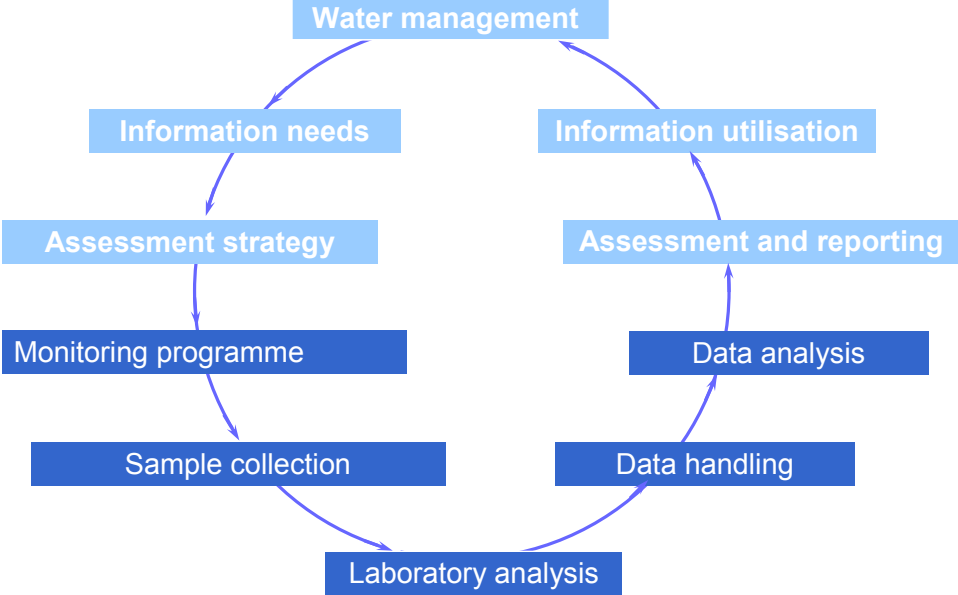 Water management
Information needs
Information utilisation
Assessment strategy
Assessment and reporting
Monitoring programme
Data analysis
Sample collection
Data handling
Laboratory analysis